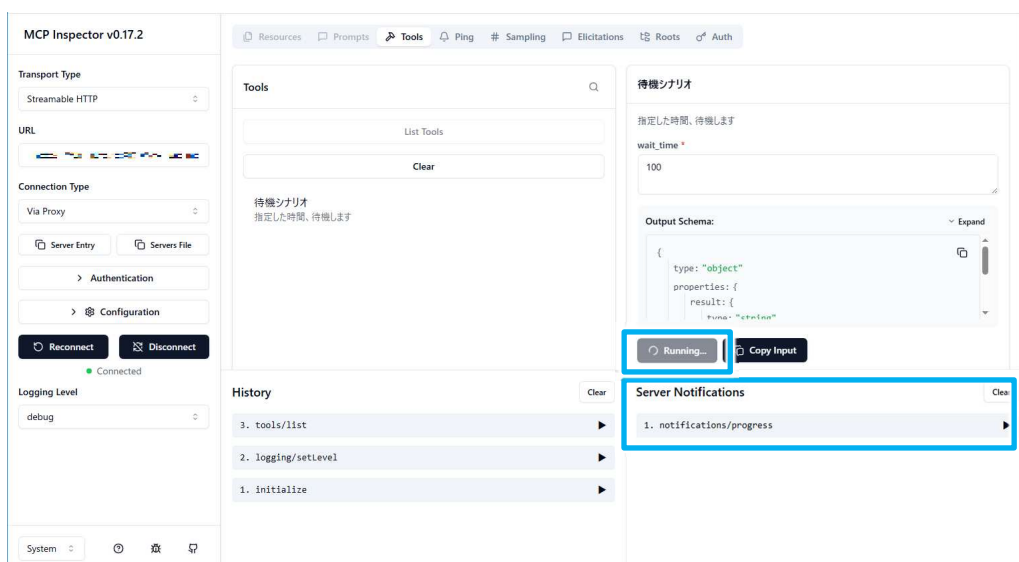 MCP Inspector v0.17.2
Resources Prompts Tools Ping # Sampling Elicitations Roots Auth
Transport Type
Streamable HTTP
URL
Connection Type
Via Proxy
Server Entry Servers File
> Authentication
> Configuration
Reconnect Disconnect
Connected
Logging Level
debug
System
Tools
List Tools
Clear
待機シナリオ
指定した時間、待機します
待機シナリオ
指定した時間、待機します
wait_time *
100
Output Schema: Expand
{
type: "object"
properties: {
result: {
type: "string"
Running... Copy Input
History Clear
3. tools/list
2. logging/setLevel
1. initialize
Server Notifications Clear
1. notifications/progress